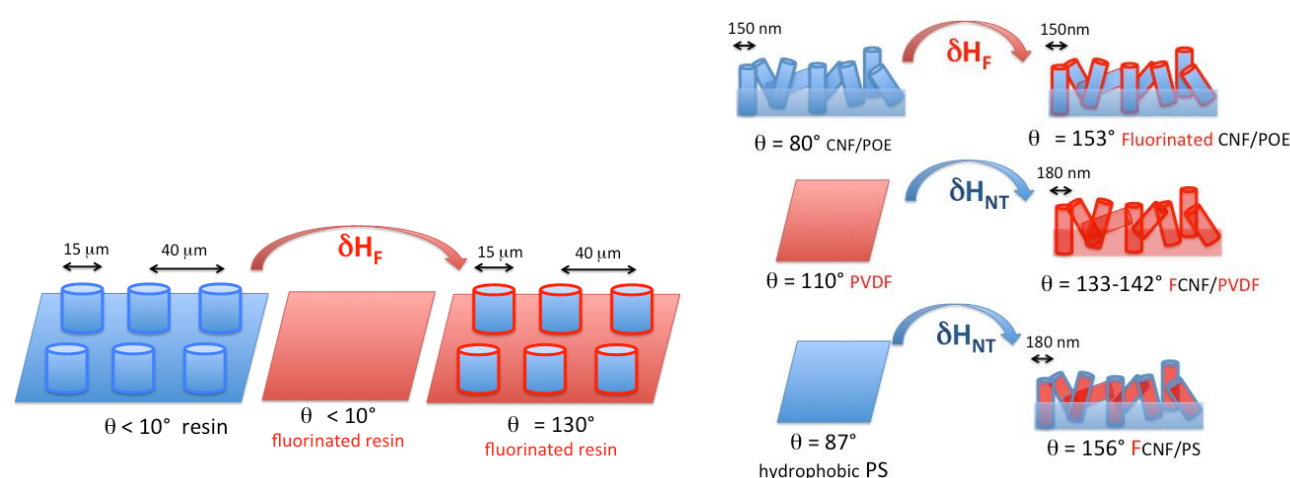 15 μm
40 μm
δHF
15 μm
40 μm
θ < 10° resin
θ < 10°
fluorinated resin
θ = 130°
fluorinated resin
150 nm
δHF
150nm
θ = 80° CNF/POE
θ = 153° Fluorinated CNF/POE
δHNT
180 nm
θ = 110° PVDF
θ = 133-142° FCNF/PVDF
δHNT
180 nm
θ = 87°
hydrophobic PS
θ = 156° FCNF/PS